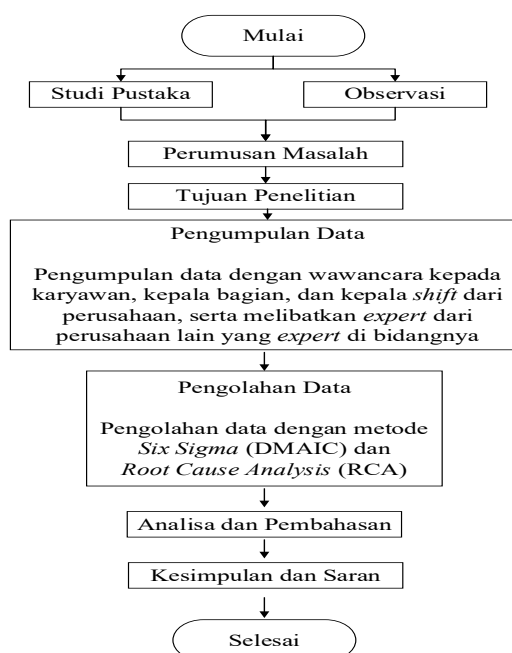 Mulai
Studi Pustaka
Observasi
Perumusan Masalah
Tujuan Penelitian
Pengumpulan Data
Pengumpulan data dengan wawancara kepada
karyawan, kepala bagian, dan kepala shift dari
perusahaan, serta melibatkan expert dari
perusahaan lain yang expert di bidangnya
Pengolahan Data
Pengolahan data dengan metode
Six Sigma (DMAIC) dan
Root Cause Analysis (RCA)
Analisa dan Pembahasan
Kesimpulan dan Saran
Selesai